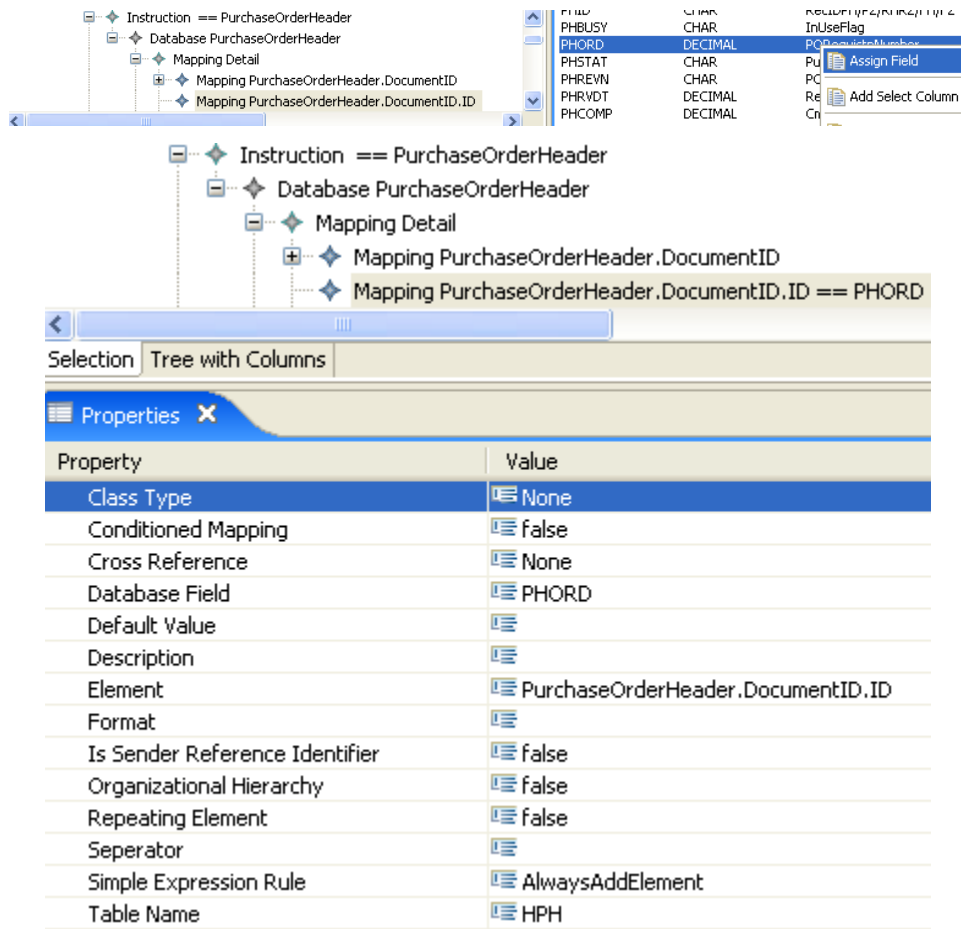 Instruction == PurchaseOrderHeader
Database PurchaseOrderHeader
Mapping Detail
Mapping PurchaseOrderHeader.DocumentID
Mapping PurchaseOrderHeader.DocumentID.ID
PHBUSY CHAR InUseFlag
PHORD DECIMAL
PHSTAT CHAR Pu
PHREVN CHAR PO
PHRVDT DECIMAL Re
PHCOMP DECIMAL
Assign Field
Add Select Column
Instruction == PurchaseOrderHeader
Database PurchaseOrderHeader
Mapping Detail
Mapping PurchaseOrderHeader.DocumentID
Mapping PurchaseOrderHeader.DocumentID.ID == PHORD
Selection Tree with Columns
Properties
Property Value
Class Type None
Conditioned Mapping false
Cross Reference None
Database Field PHORD
Default Value
Description
Element PurchaseOrderHeader.DocumentID.ID
Format
Is Sender Reference Identifier false
Organizational Hierarchy false
Repeating Element false
Seperator
Simple Expression Rule AlwaysAddElement
Table Name HPH